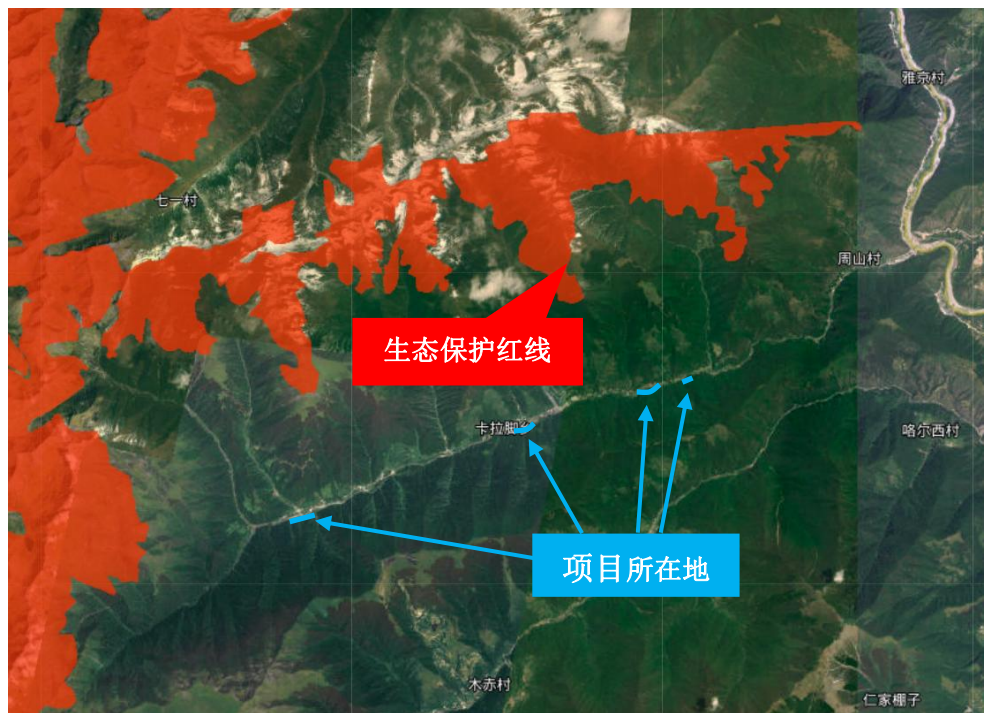 雅京村
七一村
周山村
生态保护红线
卡拉脚乡
咯尔西村
项目所在地
木赤村
仁家棚子